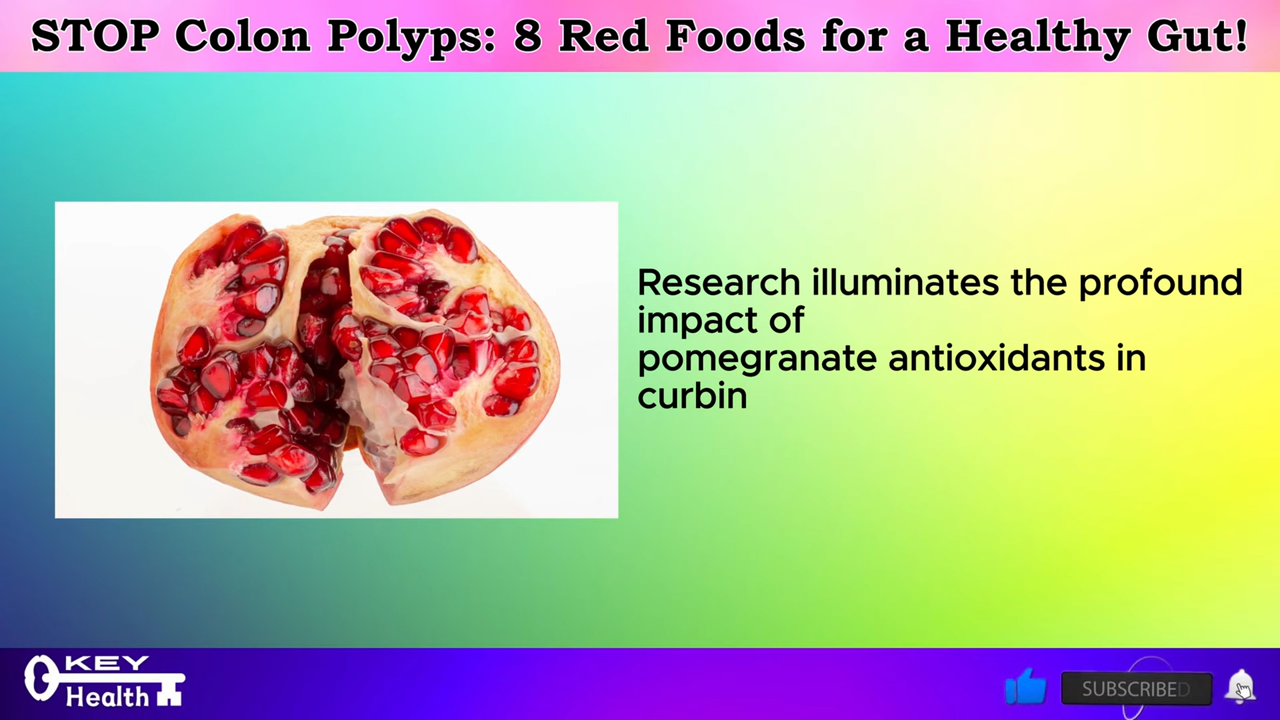 STOP Colon Polyps: 8 Red Foods for a Healthy Gut!
Research illuminates the profound
impact of
pomegranate antioxidants in
curbin
KEY
Health
SUBSCRIBED